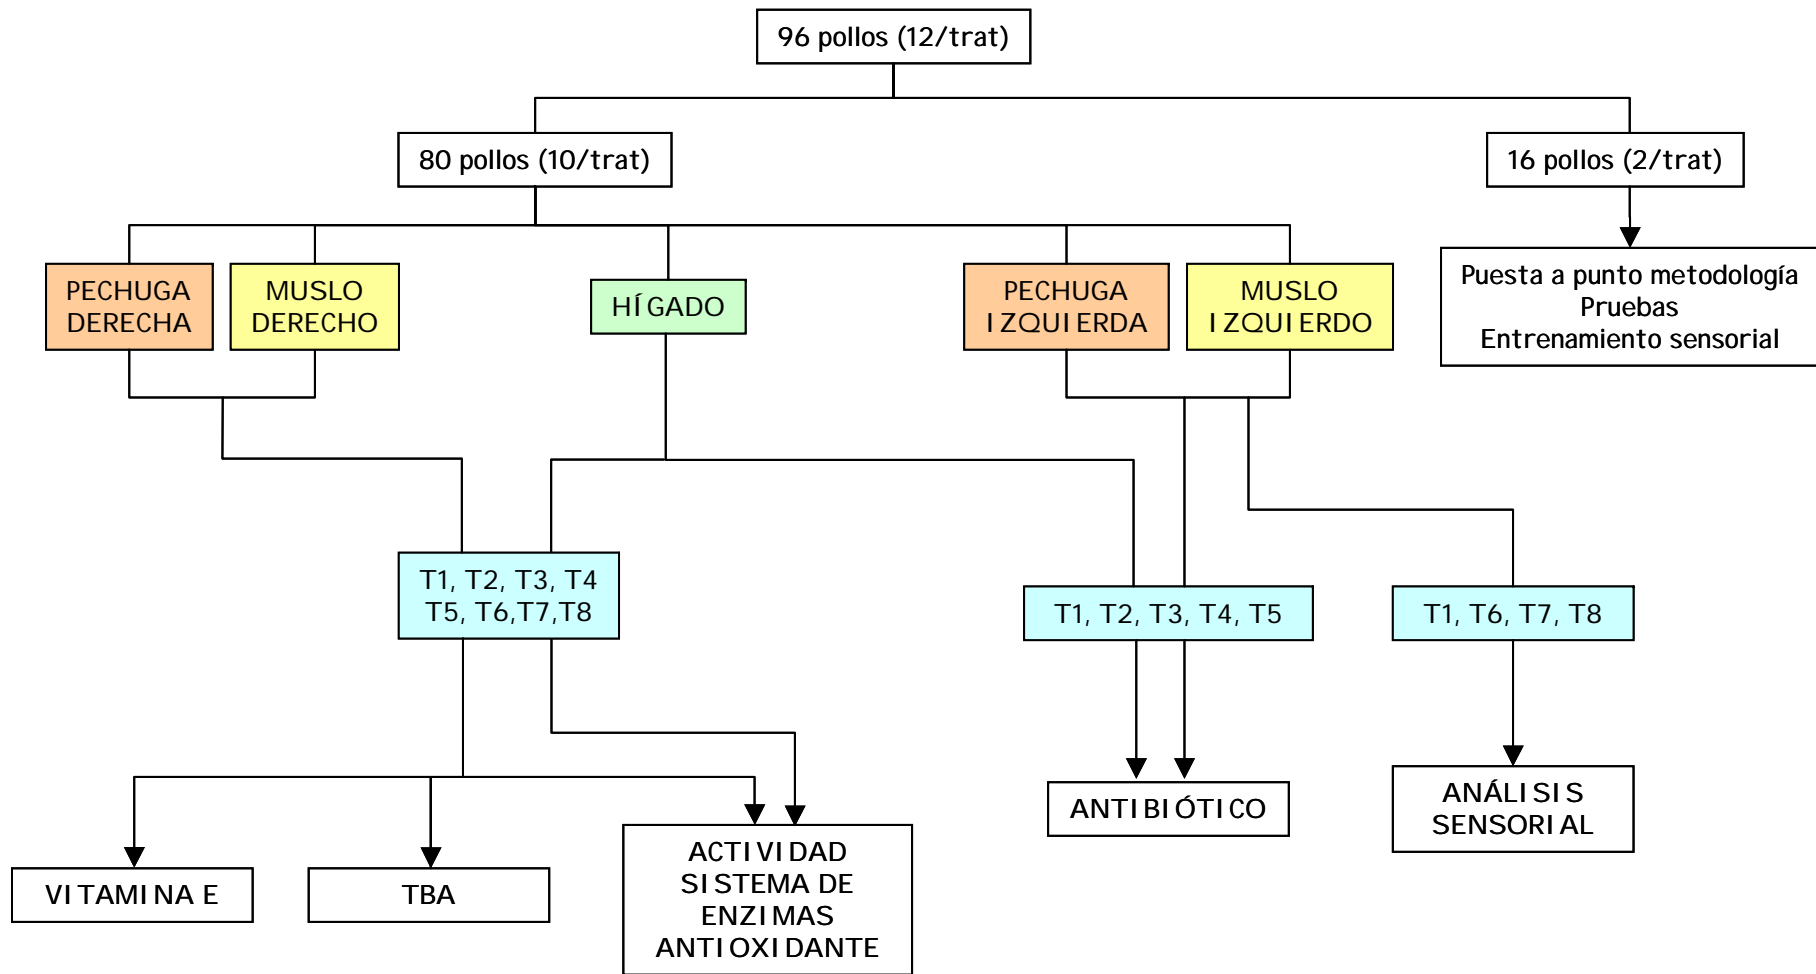 96 pollos (12/trat)
80 pollos (10/trat)
16 pollos (2/trat)
PECHUGA
DERECHA
MUSLO
DERECHO
HÍGADO
PECHUGA
IZQUIERDA
MUSLO
IZQUIERDO
Puesta a punto metodología
Pruebas
Entrenamiento sensorial
T1, T2, T3, T4
T5, T6,T7,T8
T1, T2, T3, T4, T5
T1, T6, T7, T8
VITAMINA E
TBA
ACTIVIDAD
SISTEMA DE
ENZIMAS
ANTIOXIDANTE
ANTIBIÓTICO
ANÁLISIS
SENSORIAL